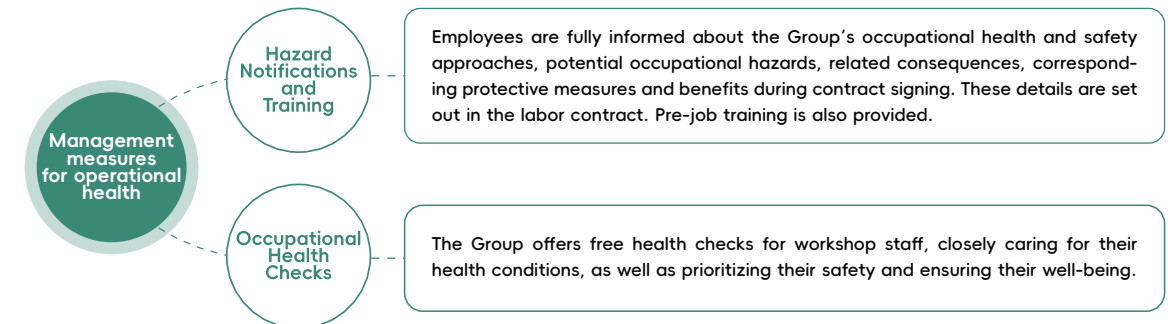 Management
measures
for operational
health
Hazard
Notifications
and
Training
Employees are fully informed about the Group's occupational health and safety
approaches, potential occupational hazards, related consequences, correspond-
ing protective measures and benefits during contract signing. These details are set
out in the labor contract. Pre-job training is also provided.
Occupational
Health
Checks
The Group offers free health checks for workshop staff, closely caring for their
health conditions, as well as prioritizing their safety and ensuring their well-being.